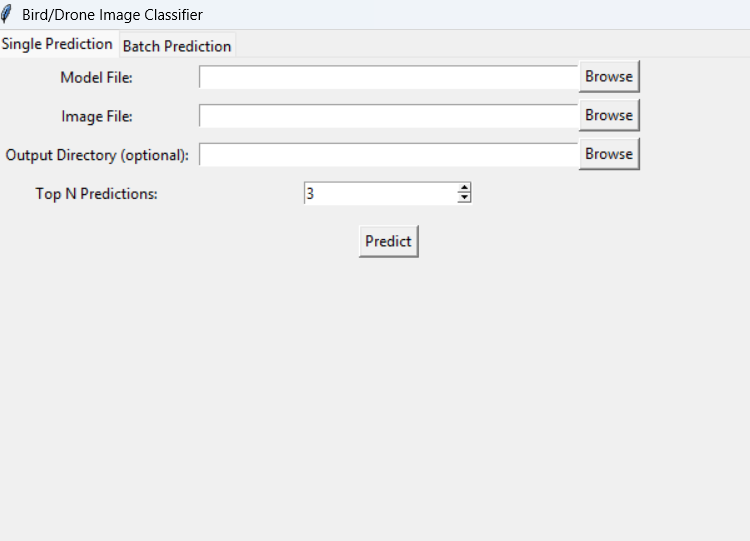 Bird/Drone Image Classifier
Single Prediction Batch Prediction
Model File: Browse
Image File: Browse
Output Directory (optional): Browse
Top N Predictions: 3
Predict